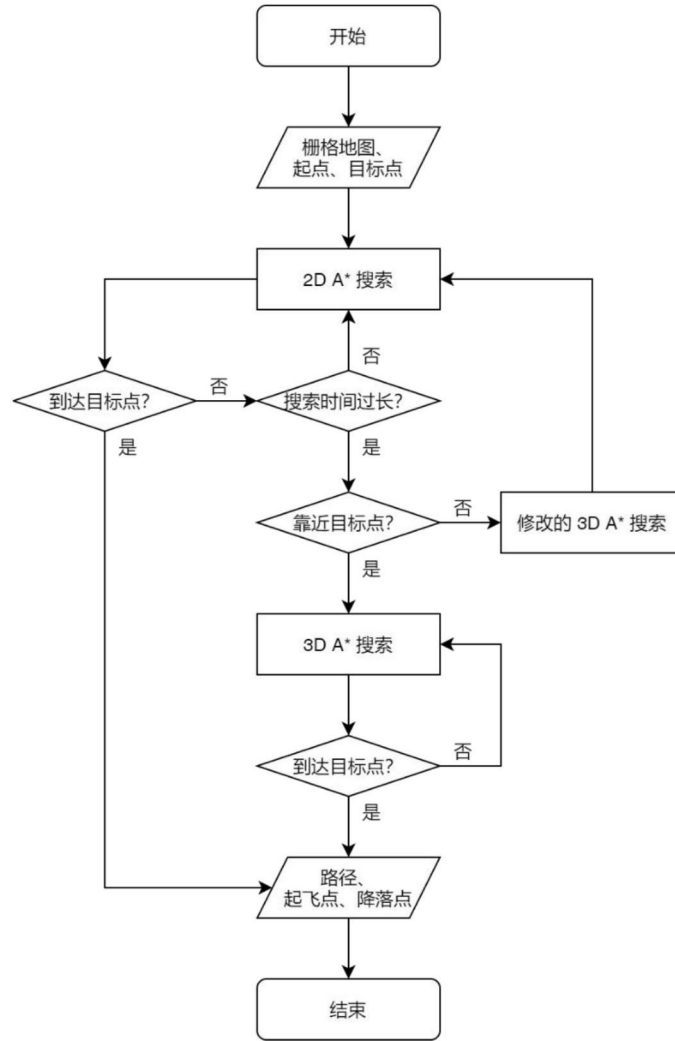 开始
栅格地图、
起点、目标点
2D A* 搜索
否
到达目标点?
否
搜索时间过长?
是
是
靠近目标点?
否
修改的 3D A* 搜索
是
3D A* 搜索
到达目标点?
否
是
路径、
起飞点、降落点
结束